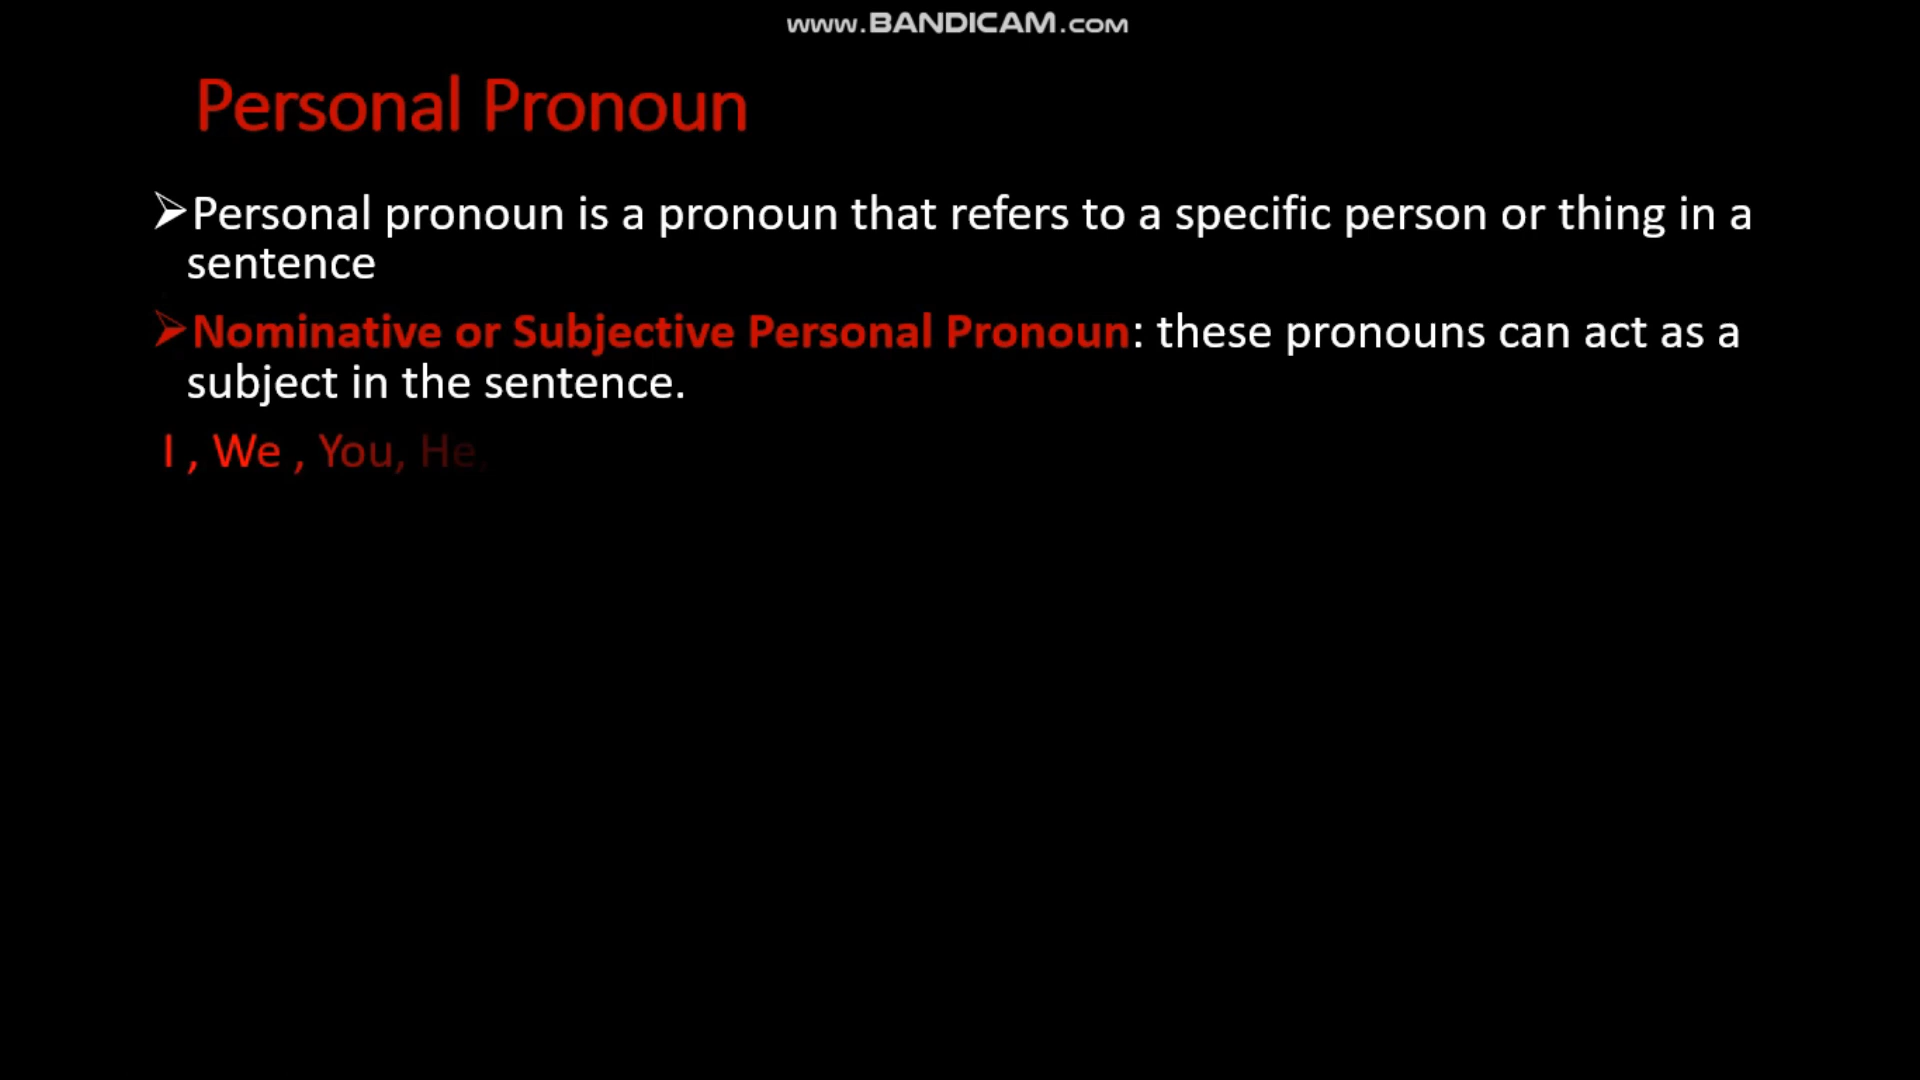 www.BANDICAM.com
Personal Pronoun
➢Personal pronoun is a pronoun that refers to a specific person or thing in a
sentence
➢Nominative or Subjective Personal Pronoun: these pronouns can act as a
subject in the sentence.
I , We , You, He,